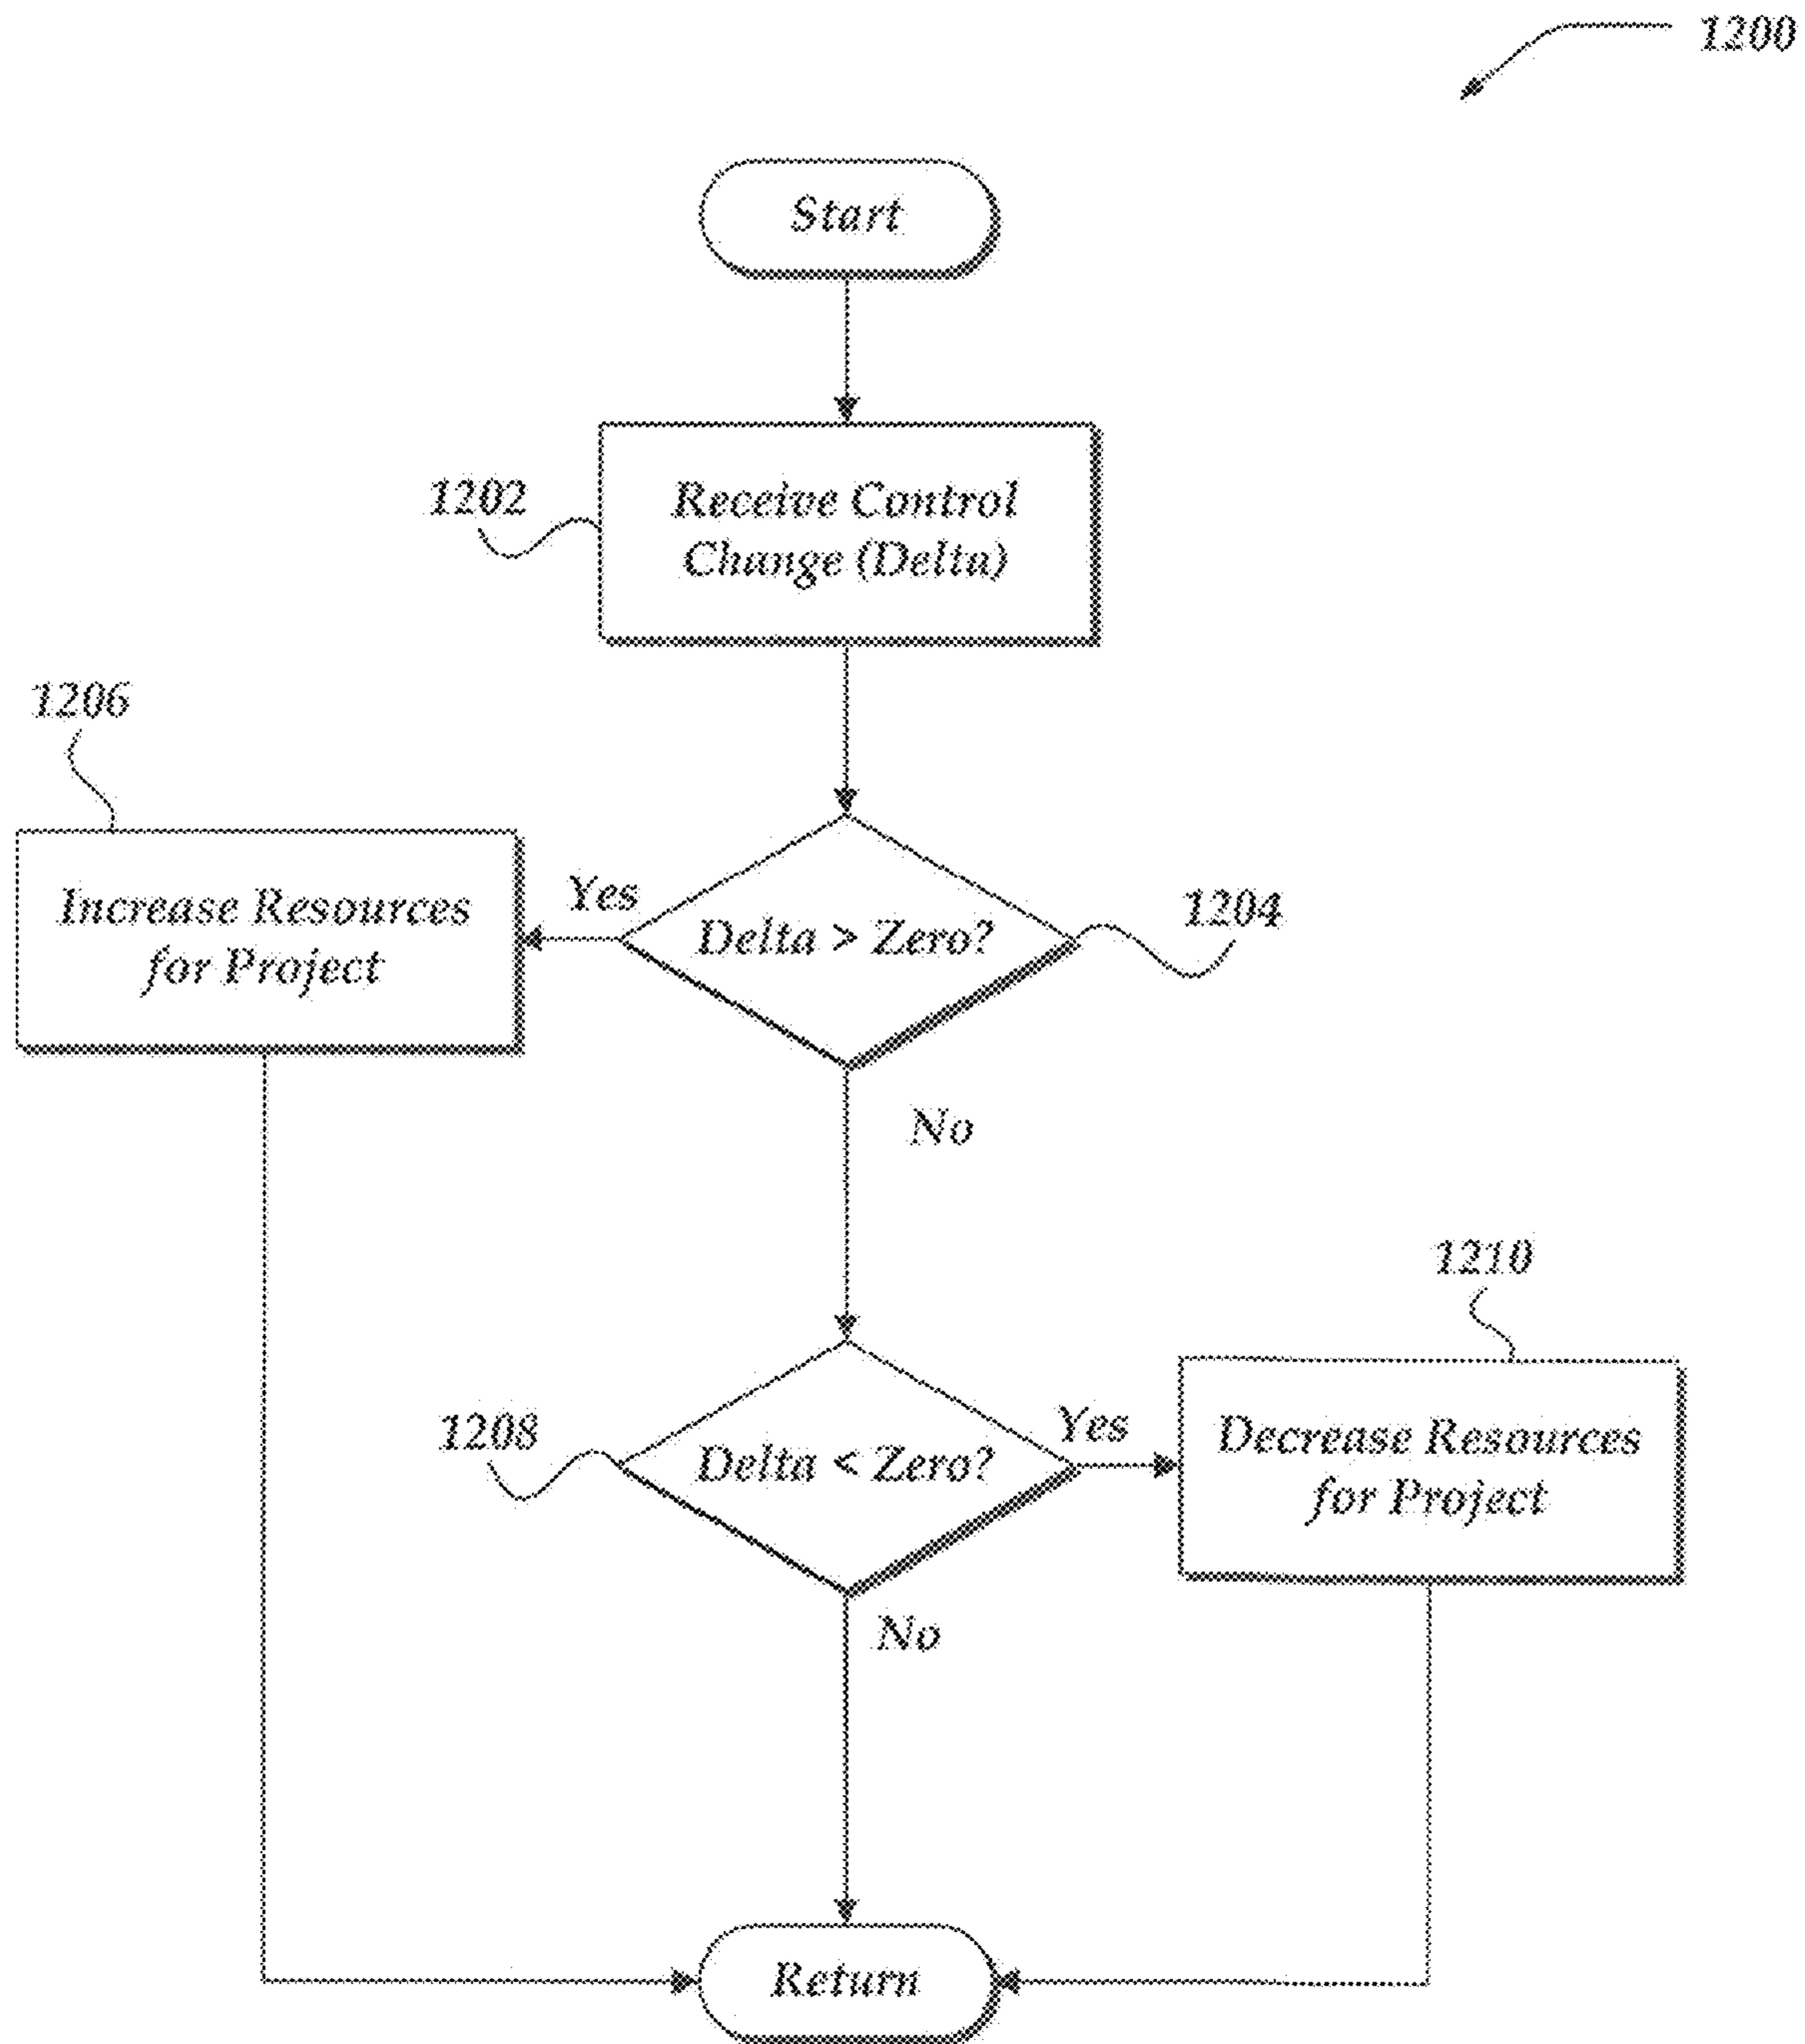 1200
Start
1202
Receive Control
Change (Delta)
1206
Increase Resources
for Project
Yes
Delta > Zero?
1204
No
1210
1208
Delta < Zero?
Yes
Decrease Resources
for Project
No
Return